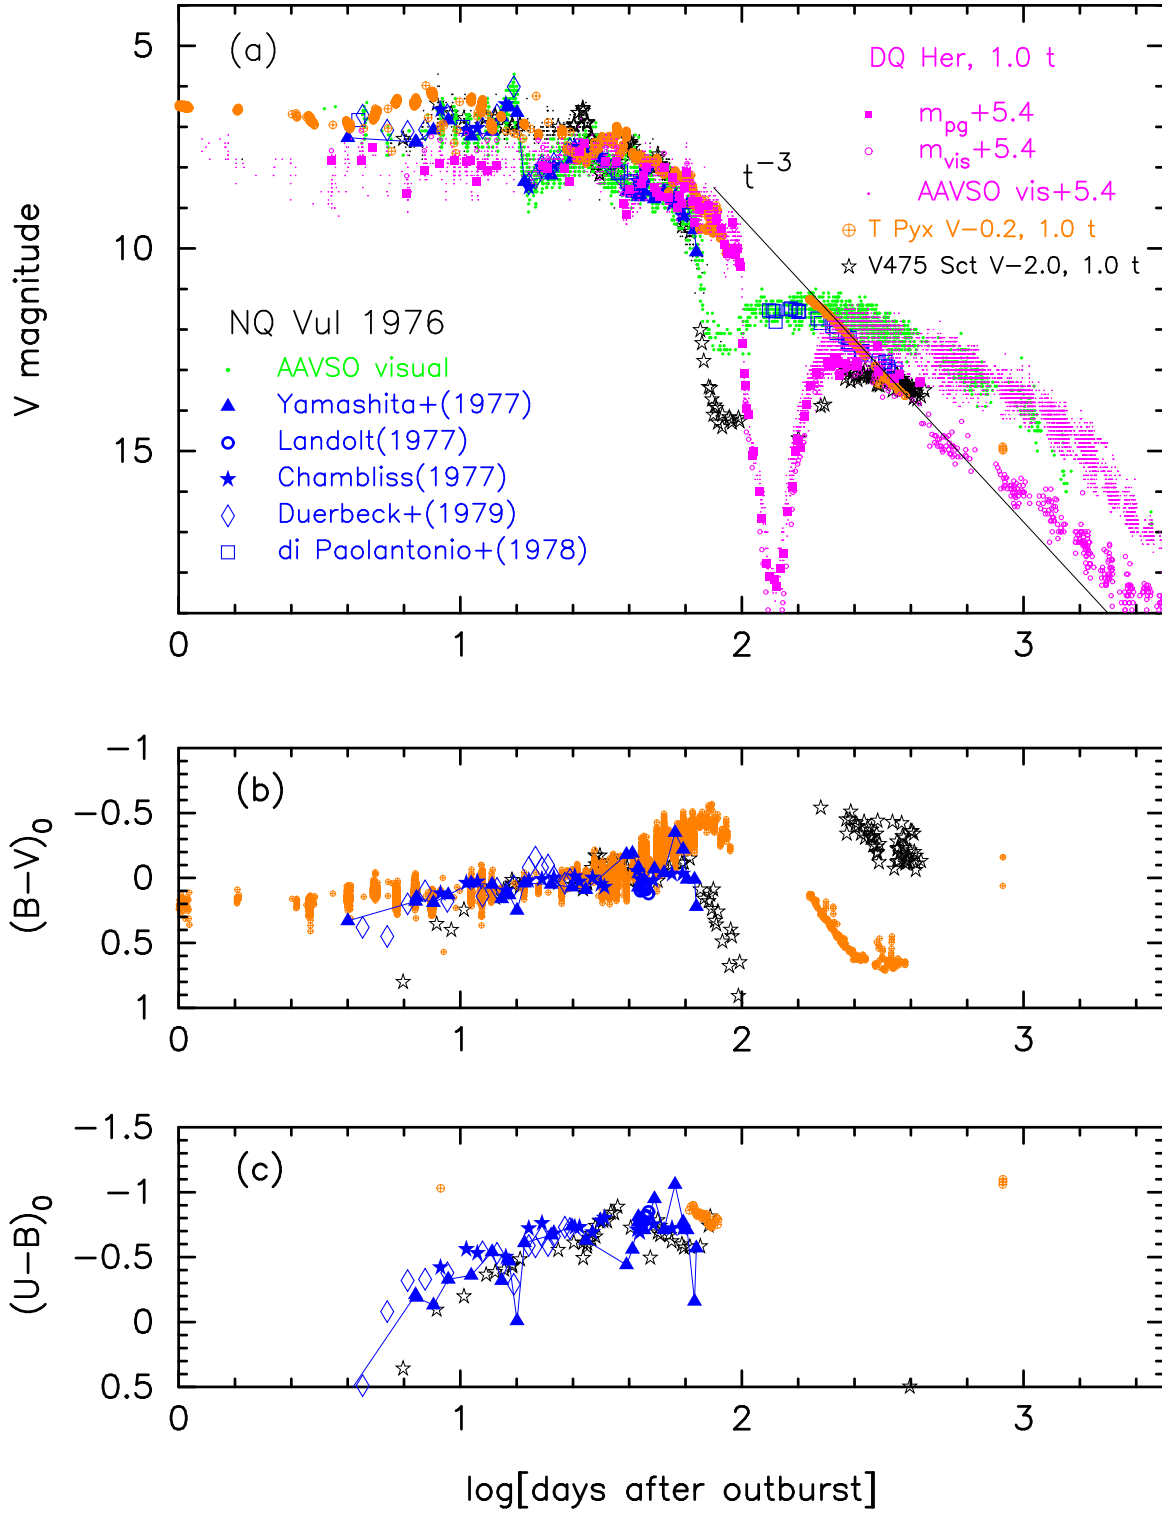 (a)
DQ Her, 1.0 t
m_pg+5.4
m_vis+5.4
AAVSO vis+5.4
T Pyx V−0.2, 1.0 t
V475 Sct V−2.0, 1.0 t
t^−3
NQ Vul 1976
AAVSO visual
Yamashita+(1977)
Landolt(1977)
Chambliss(1977)
Duerbeck+(1979)
di Paolantonio+(1978)
V magnitude
5
10
15
0 1 2 3
(b)
(B−V)_0
−1
−0.5
0
0.5
1
0 1 2 3
(c)
(U−B)_0
−1.5
−1
−0.5
0
0.5
0 1 2 3
log[days after outburst]